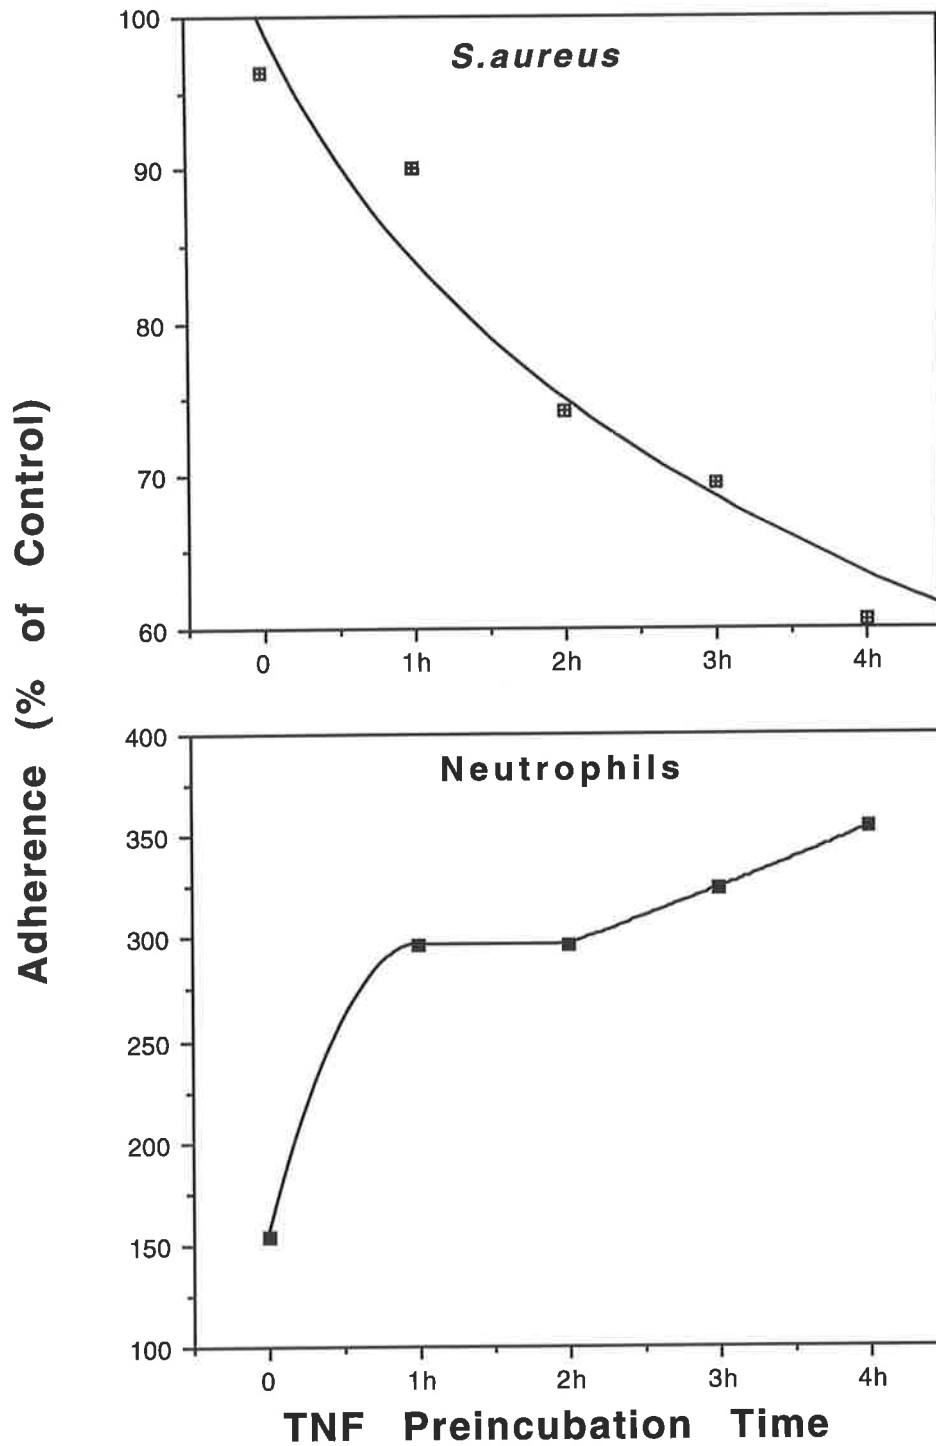 S.aureus
100
90
80
70
60
0 1h 2h 3h 4h
Adherence (% of Control)
Neutrophils
400
350
300
250
200
150
100
0 1h 2h 3h 4h
TNF Preincubation Time